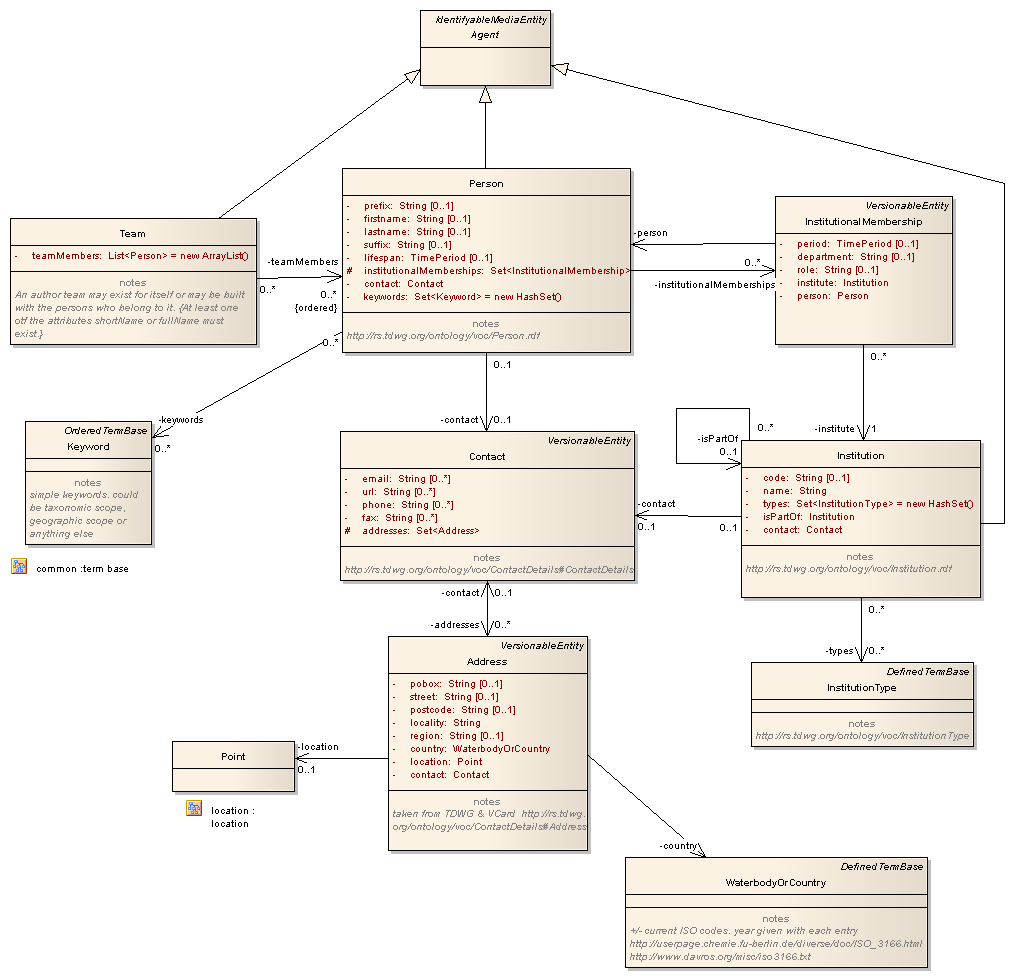 IdentifyableMediaEntity
Agent
Person
- prefix: String [0..1]
- firstname: String [0..1]
- lastname: String [0..1]
- suffix: String [0..1]
- lifespan: TimePeriod [0..1]
# institutionalMemberships: Set<InstitutionalMembership>
- contact: Contact
- keywords: Set<Keyword> = new HashSet()
notes
http://rs.tdwg.org/ontology/voc/Person.rdf
VersionableEntity
InstitutionalMembership
- period: TimePeriod [0..1]
- department: String [0..1]
- role: String [0..1]
- institute: Institution
- person: Person
Team
- teamMembers: List<Person> = new ArrayList()
notes
An author team may exist for itself or may be built
with the persons who belong to it. {At least one
otf the attributes shortName or fullName must
exist.}
-teamMembers
0..*
0..*
{ordered}
-person
0..*
-institutionalMemberships
0..*
-keywords
0..*
0..1
-contact
0..1
0..*
-institute
1
OrderedTermBase
Keyword
notes
simple keywords. could
be taxonomic scope,
geographic scope or
anything else
common :term base
VersionableEntity
Contact
- email: String [0..*]
- url: String [0..*]
- phone: String [0..*]
- fax: String [0..*]
# addresses: Set<Address>
notes
http://rs.tdwg.org/ontology/voc/ContactDetails#ContactDetails
-isPartOf
0..*
0..1
-contact
0..1
0..1
Institution
- code: String [0..1]
- name: String
- types: Set<InstitutionType> = new HashSet()
- isPartOf: Institution
- contact: Contact
notes
http://rs.tdwg.org/ontology/voc/Institution.rdf
-contact
0..1
-addresses
0..*
0..*
-types
0..*
VersionableEntity
Address
- pobox: String [0..1]
- street: String [0..1]
- postcode: String [0..1]
- locality: String
- region: String [0..1]
- country: WaterbodyOrCountry
- location: Point
- contact: Contact
notes
taken from TDWG & VCard http://rs.tdwg.
org/ontology/voc/ContactDetails#Address
DefinedTermBase
InstitutionType
notes
http://rs.tdwg.org/ontology/voc/InstitutionType
Point
-location
0..1
location :
location
-country
DefinedTermBase
WaterbodyOrCountry
notes
+/- current ISO codes. year given with each entry
http://userpage.chemie.fu-berlin.de/diverse/doc/ISO_3166.html
http://www.davros.org/misc/iso3166.txt